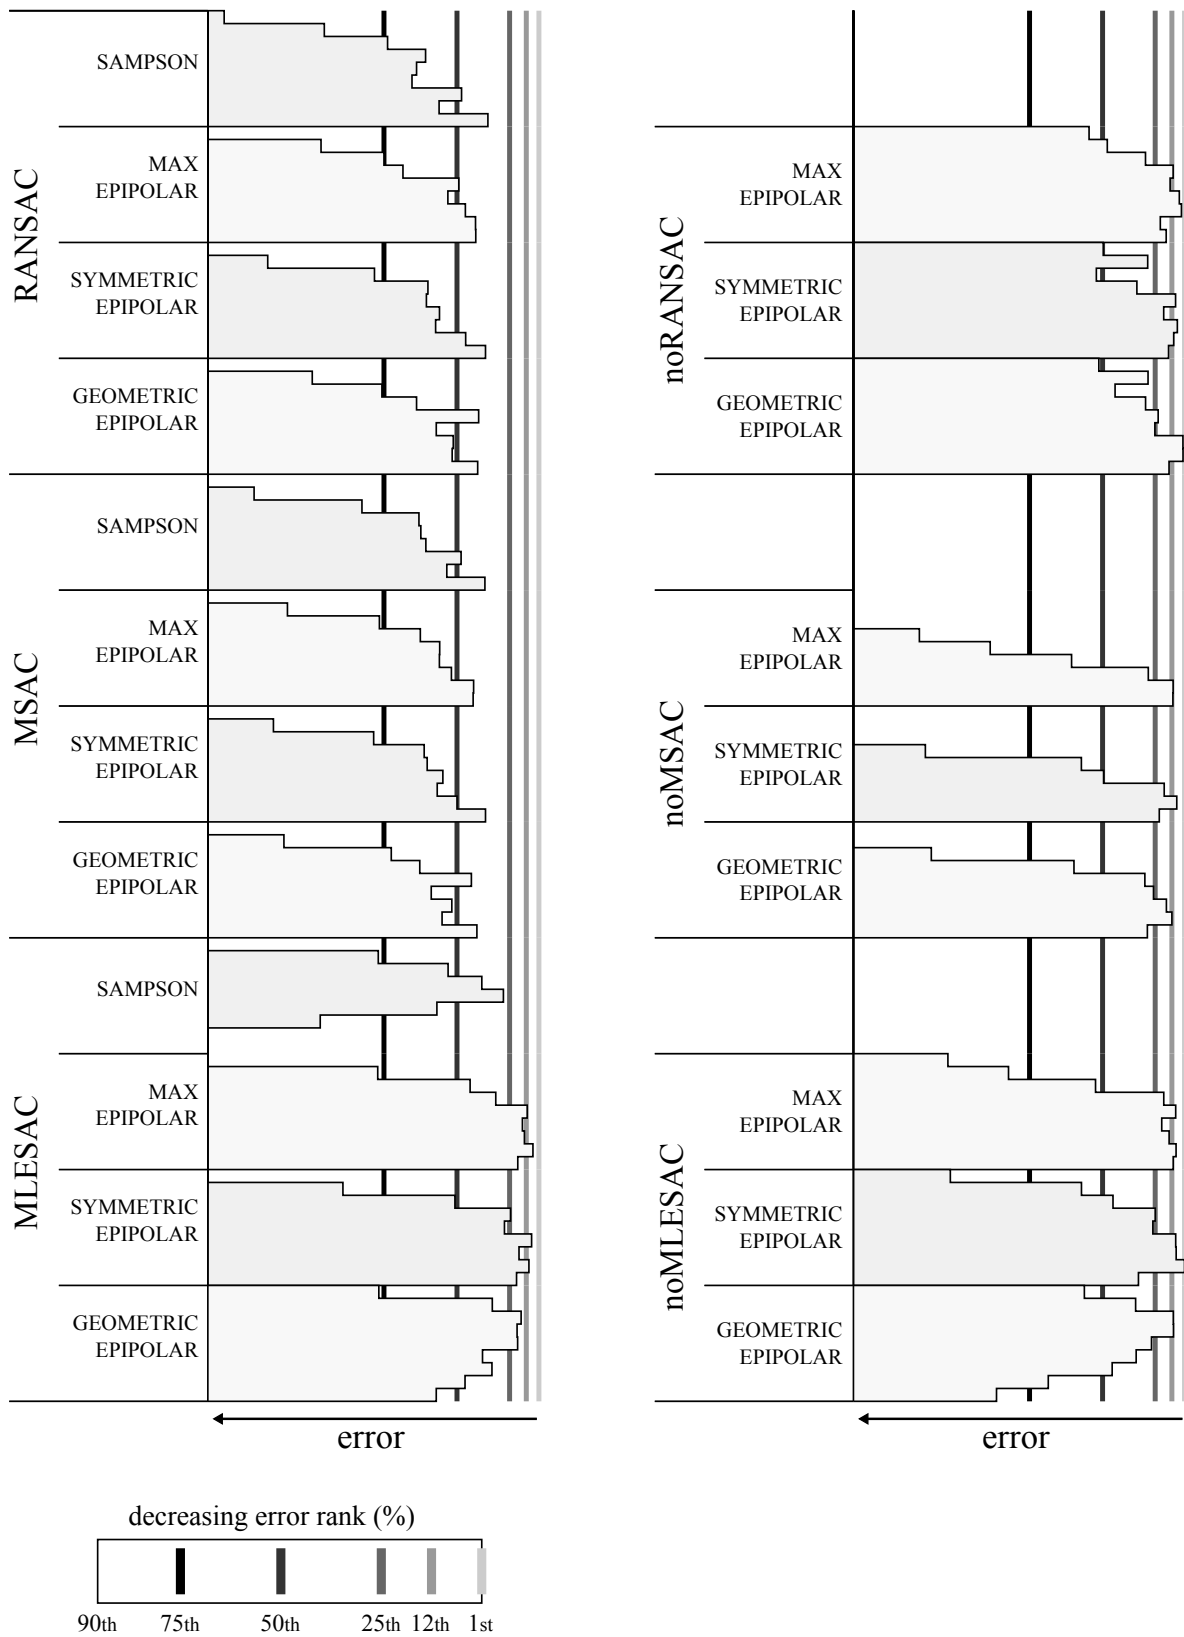 RANSAC
SAMPSON
MAX
EPIPOLAR
SYMMETRIC
EPIPOLAR
GEOMETRIC
EPIPOLAR
MSAC
SAMPSON
MAX
EPIPOLAR
SYMMETRIC
EPIPOLAR
GEOMETRIC
EPIPOLAR
MLESAC
SAMPSON
MAX
EPIPOLAR
SYMMETRIC
EPIPOLAR
GEOMETRIC
EPIPOLAR
error
noRANSAC
MAX
EPIPOLAR
SYMMETRIC
EPIPOLAR
GEOMETRIC
EPIPOLAR
noMSAC
MAX
EPIPOLAR
SYMMETRIC
EPIPOLAR
GEOMETRIC
EPIPOLAR
noMLESAC
MAX
EPIPOLAR
SYMMETRIC
EPIPOLAR
GEOMETRIC
EPIPOLAR
error
decreasing error rank (%)
90th 75th 50th 25th 12th 1st